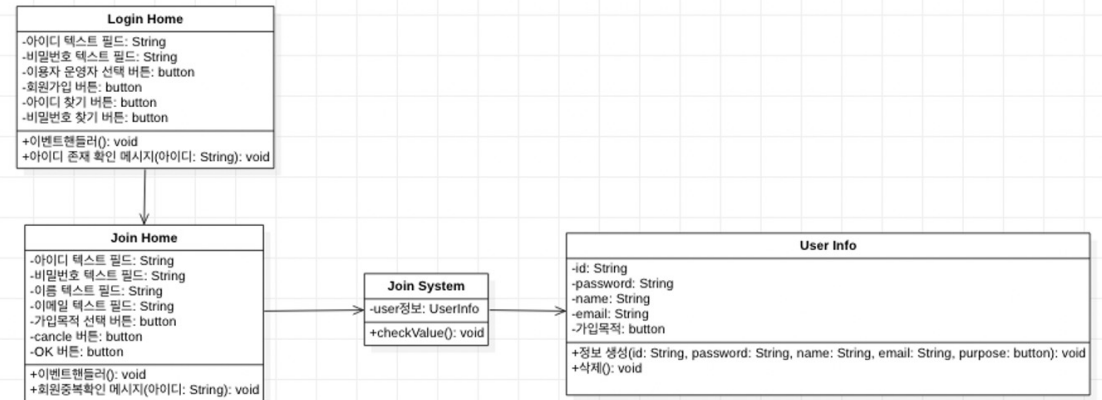 Login Home
-아이디 텍스트 필드: String
-비밀번호 텍스트 필드: String
-이용자 운영자 선택 버튼: button
-회원가입 버튼: button
-아이디 찾기 버튼: button
-비밀번호 찾기 버튼: button
+이벤트핸들러(): void
+아이디 존재 확인 메시지(아이디: String): void
Join Home
-아이디 텍스트 필드: String
-비밀번호 텍스트 필드: String
-이름 텍스트 필드: String
-이메일 텍스트 필드: String
-가입목적 선택 버튼: button
-cancle 버튼: button
-OK 버튼: button
+이벤트핸들러(): void
+회원중복확인 메시지(아이디: String): void
Join System
-user정보: UserInfo
+checkValue(): void
User Info
-id: String
-password: String
-name: String
-email: String
-가입목적: button
+정보 생성(id: String, password: String, name: String, email: String, purpose: button): void
+삭제(): void